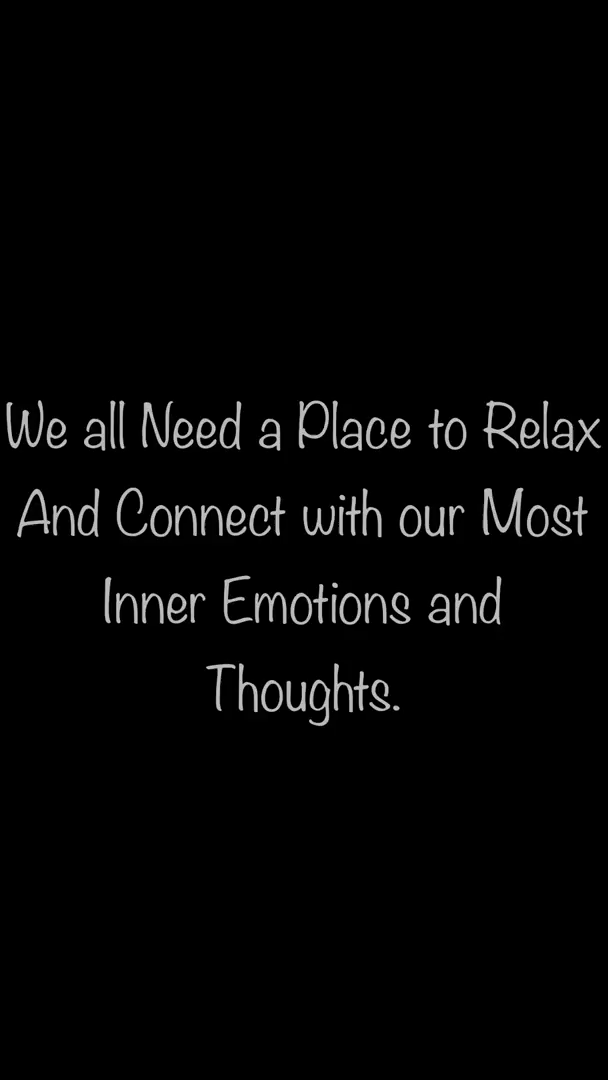 We all Need a Place to Relax
And Connect with our Most
Inner Emotions and
Thoughts.